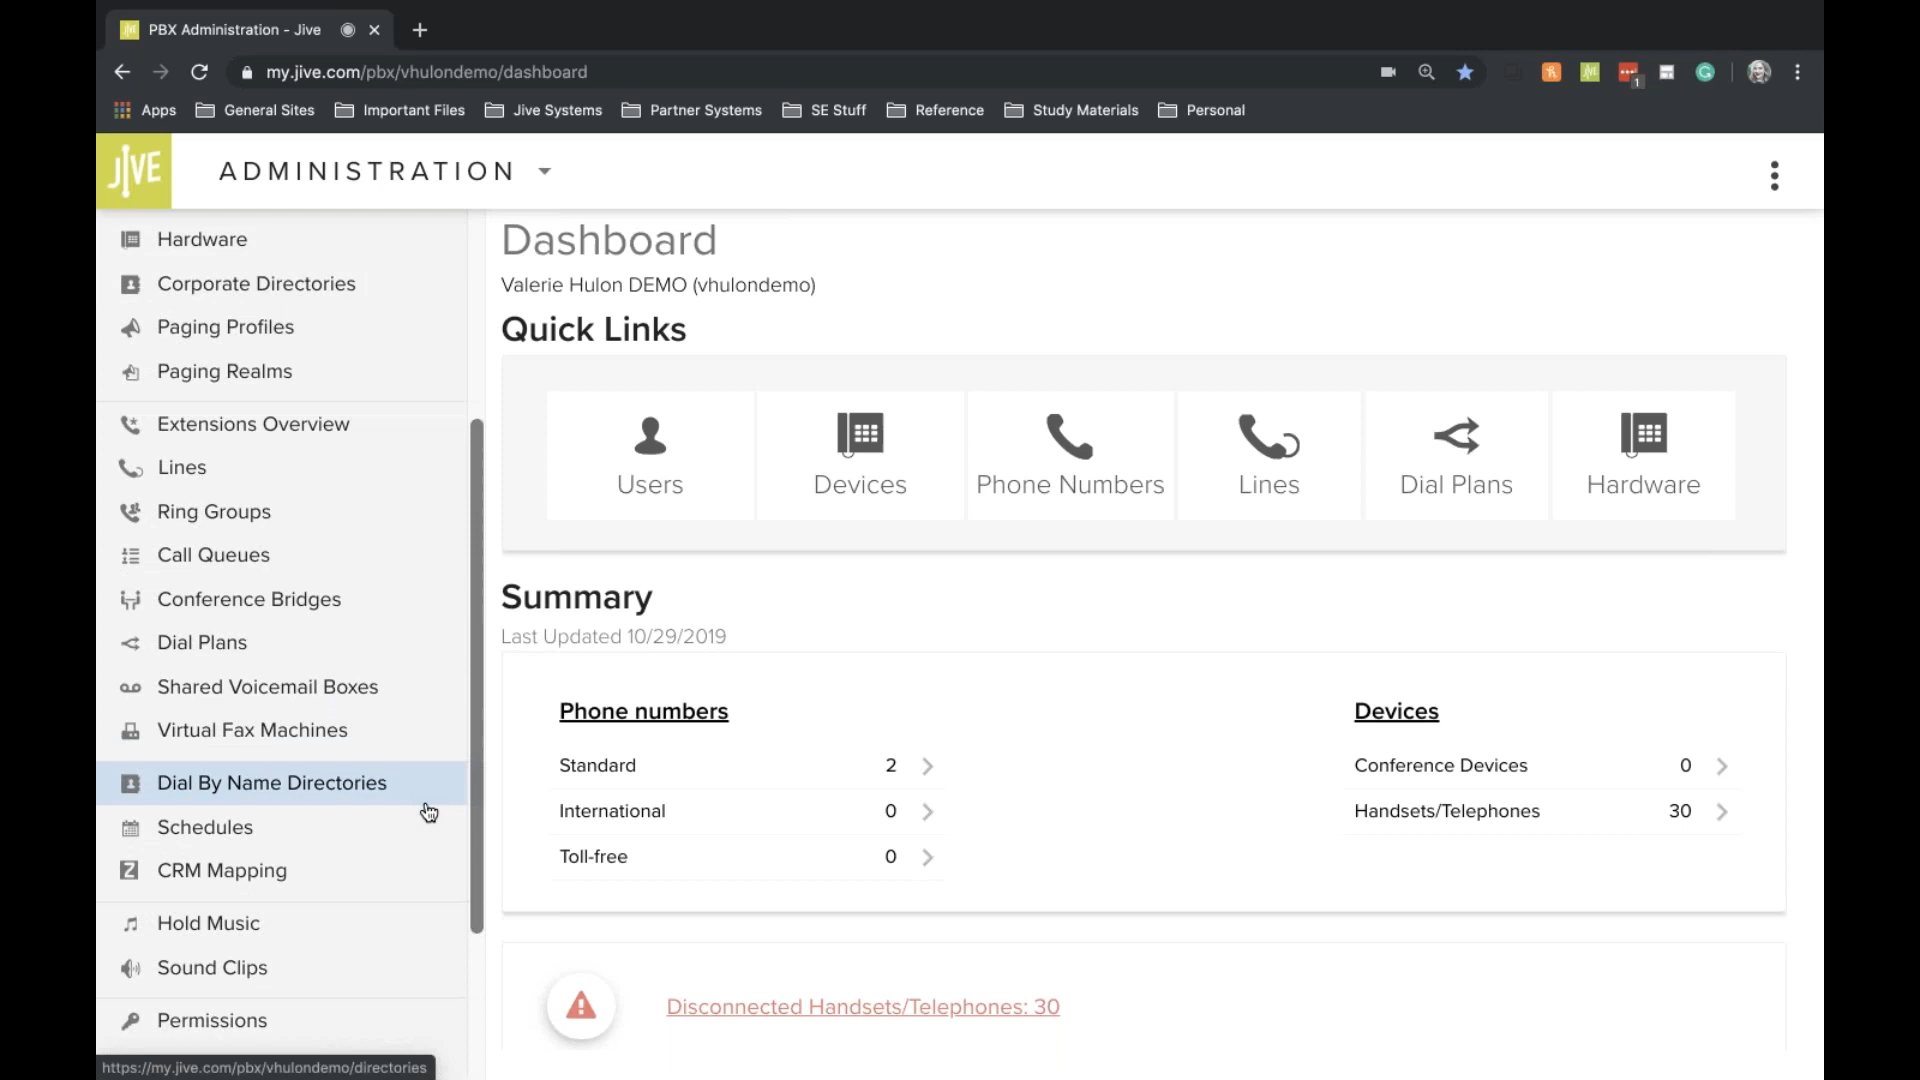 PBX Administration - Jive
my.jive.com/pbx/vhulondemo/dashboard
1
Apps
General Sites
Important Files
Jive Systems
Partner Systems
SE Stuff
Reference
Study Materials
Personal
JIVE
ADMINISTRATION
Hardware
Corporate Directories
Paging Profiles
Paging Realms
Extensions Overview
Lines
Ring Groups
Call Queues
Conference Bridges
Dial Plans
Shared Voicemail Boxes
Virtual Fax Machines
Dial By Name Directories
Schedules
CRM Mapping
Hold Music
Sound Clips
Permissions
https://my.jive.com/pbx/vhulondemo/directories
Dashboard
Valerie Hulon DEMO (vhulondemo)
Quick Links
Users
Devices
Phone Numbers
Lines
Dial Plans
Hardware
Summary
Last Updated 10/29/2019
Phone numbers
Standard 2
International 0
Toll-free 0
Devices
Conference Devices 0
Handsets/Telephones 30
Disconnected Handsets/Telephones: 30